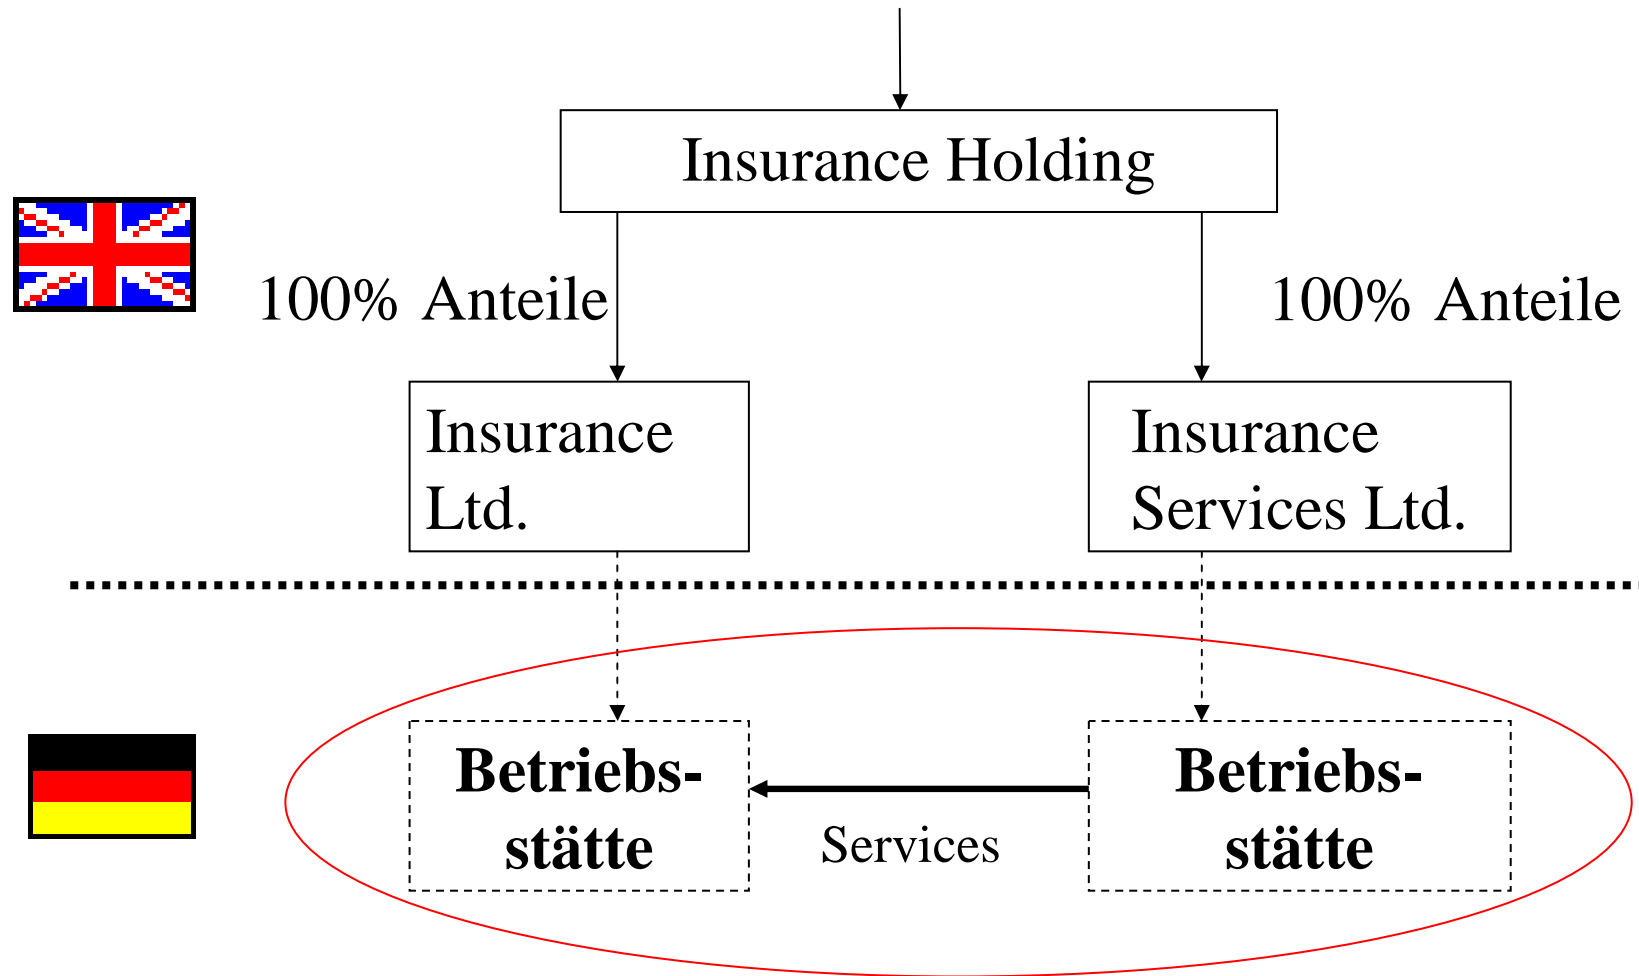 Insurance Holding
100% Anteile
100% Anteile
Insurance
Ltd.
Insurance
Services Ltd.
Betriebs-
stätte
Services
Betriebs-
stätte